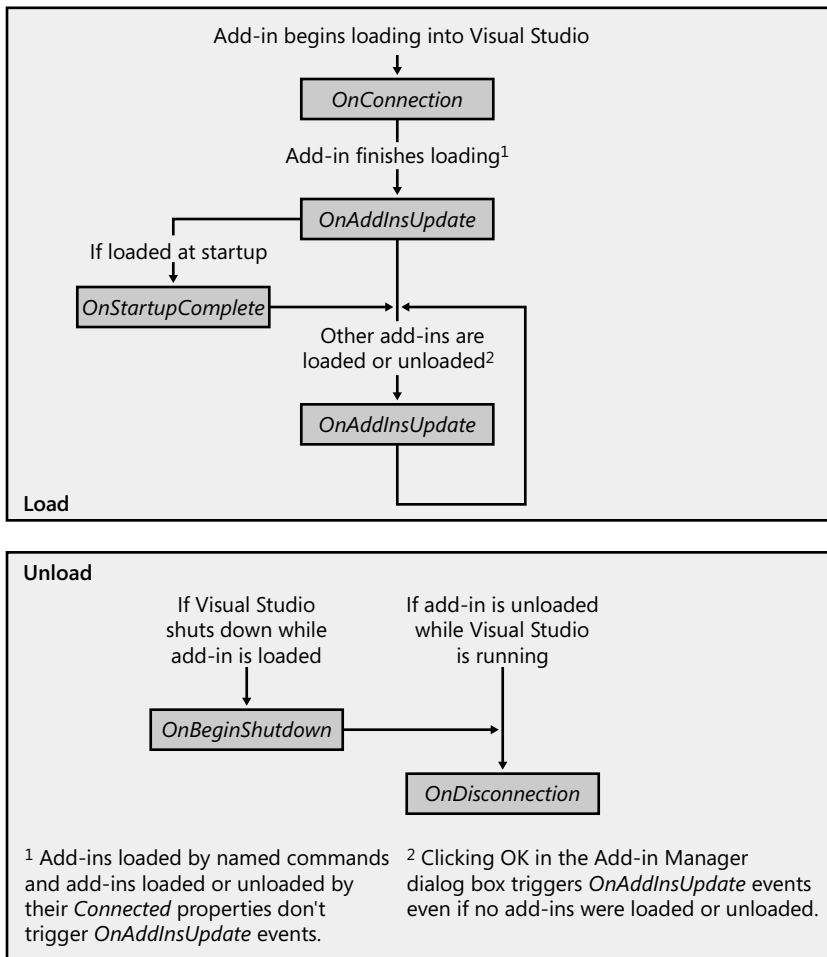 Add-in begins loading into Visual Studio
OnConnection
Add-in finishes loading1
OnAddInsUpdate
If loaded at startup
OnStartupComplete
Other add-ins are
loaded or unloaded2
OnAddInsUpdate
Load
Unload
If Visual Studio
shuts down while
add-in is loaded
If add-in is unloaded
while Visual Studio
is running
OnBeginShutdown
OnDisconnection
1 Add-ins loaded by named commands
and add-ins loaded or unloaded by
their Connected properties don't
trigger OnAddInsUpdate events.
2 Clicking OK in the Add-in Manager
dialog box triggers OnAddInsUpdate events
even if no add-ins were loaded or unloaded.